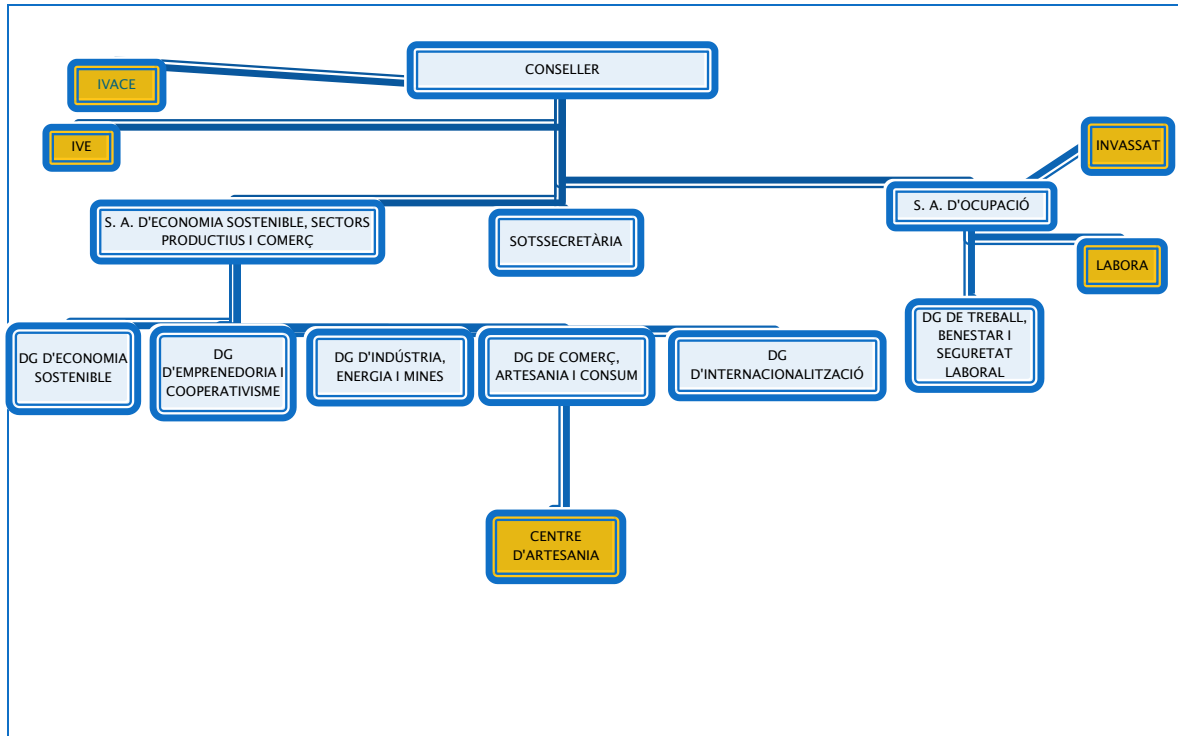 CONSELLER
IVACE
IVE
INVASSAT
S. A. D'ECONOMIA SOSTENIBLE, SECTORS
PRODUCTIUS I COMERÇ
SOTSSECRETÀRIA
S. A. D'OCUPACIÓ
LABORA
DG D'ECONOMIA
SOSTENIBLE
DG
D'EMPRENEDORIA I
COOPERATIVISME
DG D'INDÚSTRIA,
ENERGIA I MINES
DG DE COMERÇ,
ARTESANIA I CONSUM
DG
D'INTERNACIONALITZACIÓ
DG DE TREBALL,
BENESTAR I
SEGURETAT
LABORAL
CENTRE
D'ARTESANIA